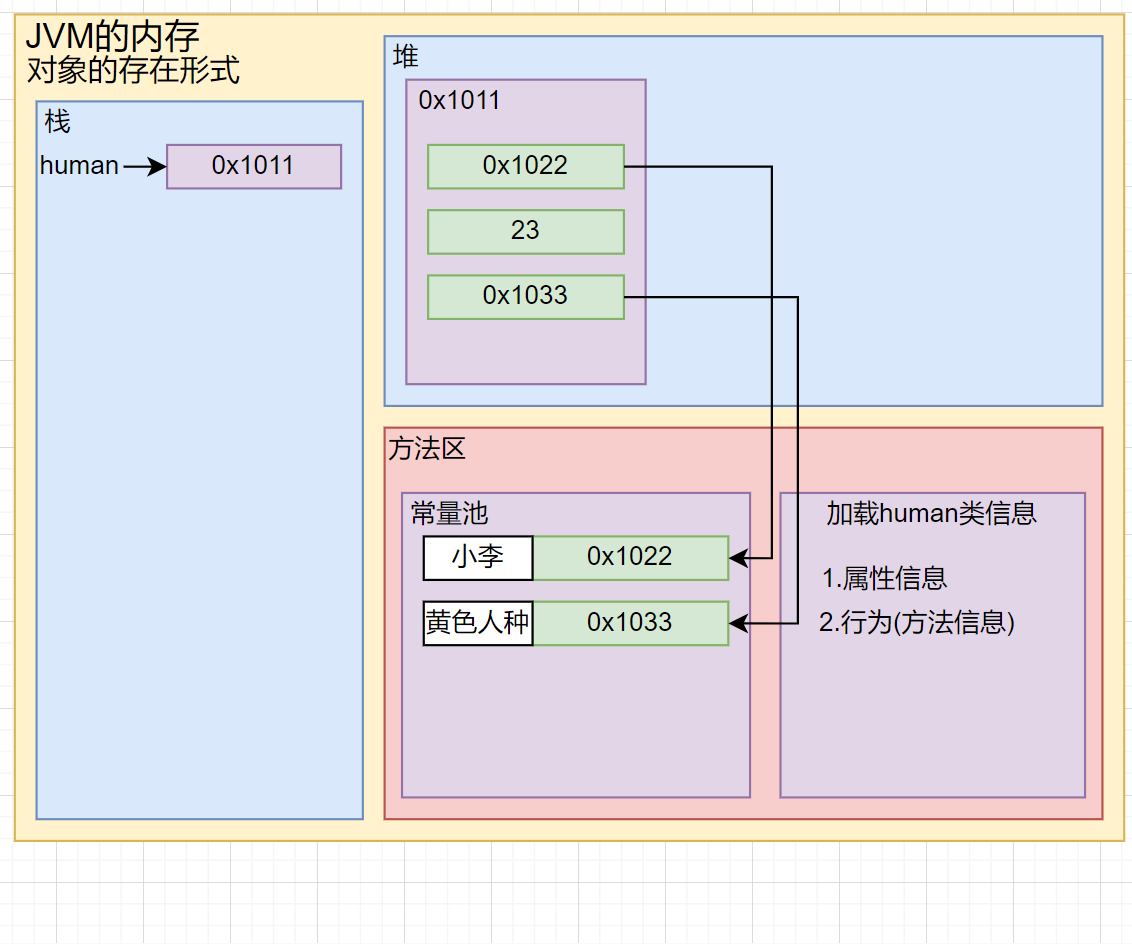 JVM的内存
对象的存在形式
栈
human
0x1011
堆
0x1011
0x1022
23
0x1033
方法区
常量池
小李
0x1022
黄色人种
0x1033
加载human类信息
1.属性信息
2.行为(方法信息)